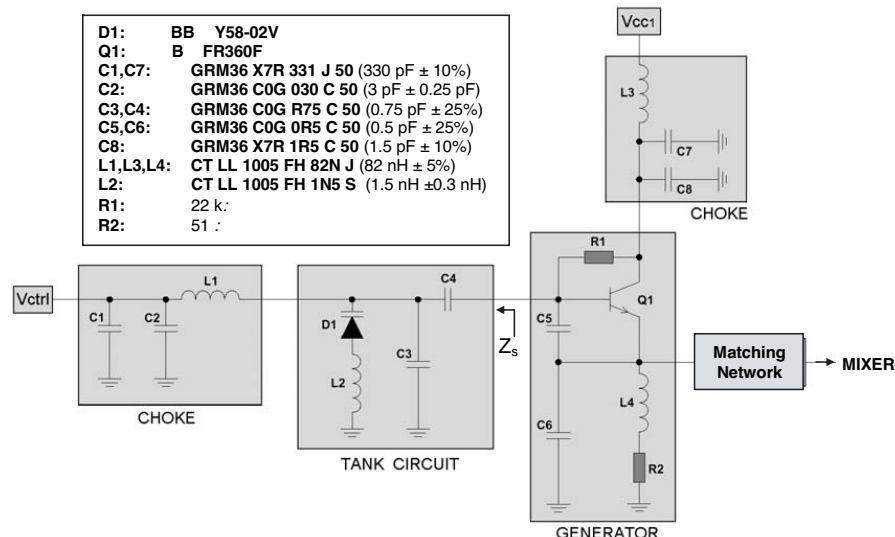 D1: BB Y58-02V
Q1: B FR360F
C1,C7: GRM36 X7R 331 J 50 (330 pF ± 10%)
C2: GRM36 C0G 030 C 50 (3 pF ± 0.25 pF)
C3,C4: GRM36 C0G R75 C 50 (0.75 pF ± 25%)
C5,C6: GRM36 C0G 0R5 C 50 (0.5 pF ± 25%)
C8: GRM36 X7R 1R5 C 50 (1.5 pF ± 10%)
L1,L3,L4: CT LL 1005 FH 82N J (82 nH ± 5%)
L2: CT LL 1005 FH 1N5 S (1.5 nH ±0.3 nH)
R1: 22 k:
R2: 51 :
Vcc1
L3
C7
C8
CHOKE
Vctrl
L1
C1
C2
CHOKE
C4
D1
C3
L2
TANK CIRCUIT
Zs
R1
Q1
C5
C6
L4
R2
GENERATOR
Matching
Network
MIXER